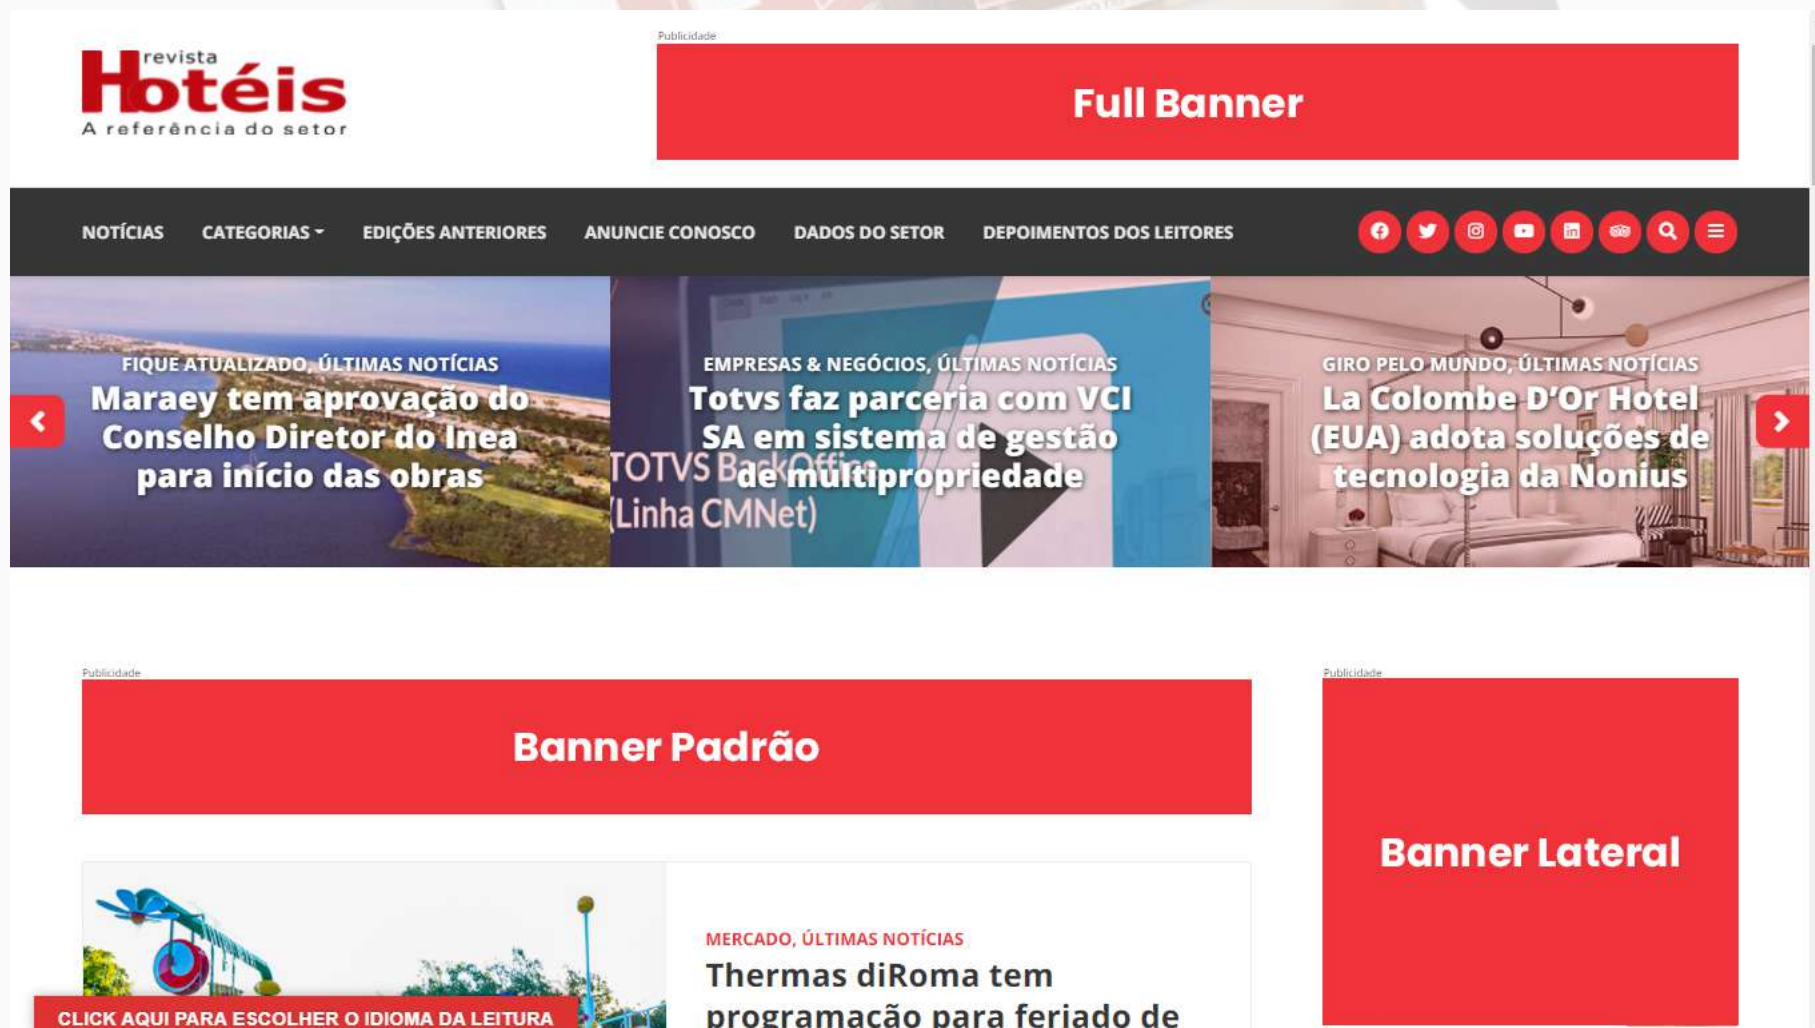 revista
Hotéis
A referência do setor
Publicidade
Full Banner
NOTÍCIAS CATEGORIAS EDIÇÕES ANTERIORES ANUNCIE CONOSCO DADOS DO SETOR DEPOIMENTOS DOS LEITORES
FIQUE ATUALIZADO, ÚLTIMAS NOTÍCIAS
Maraey tem aprovação do
Conselho Diretor do Inea
para início das obras
EMPRESAS & NEGÓCIOS, ÚLTIMAS NOTÍCIAS
Totvs faz parceria com VCI
SA em sistema de gestão
de multipropriedade
TOTVS BackOffice
(Linha CMNet)
GIRO PELO MUNDO, ÚLTIMAS NOTÍCIAS
La Colombe D’Or Hotel
(EUA) adota soluções de
tecnologia da Nonius
Publicidade
Banner Padrão
Publicidade
Banner Lateral
MERCADO, ÚLTIMAS NOTÍCIAS
Thermas diRoma tem
programação para feriado de
CLICK AQUI PARA ESCOLHER O IDIOMA DA LEITURA